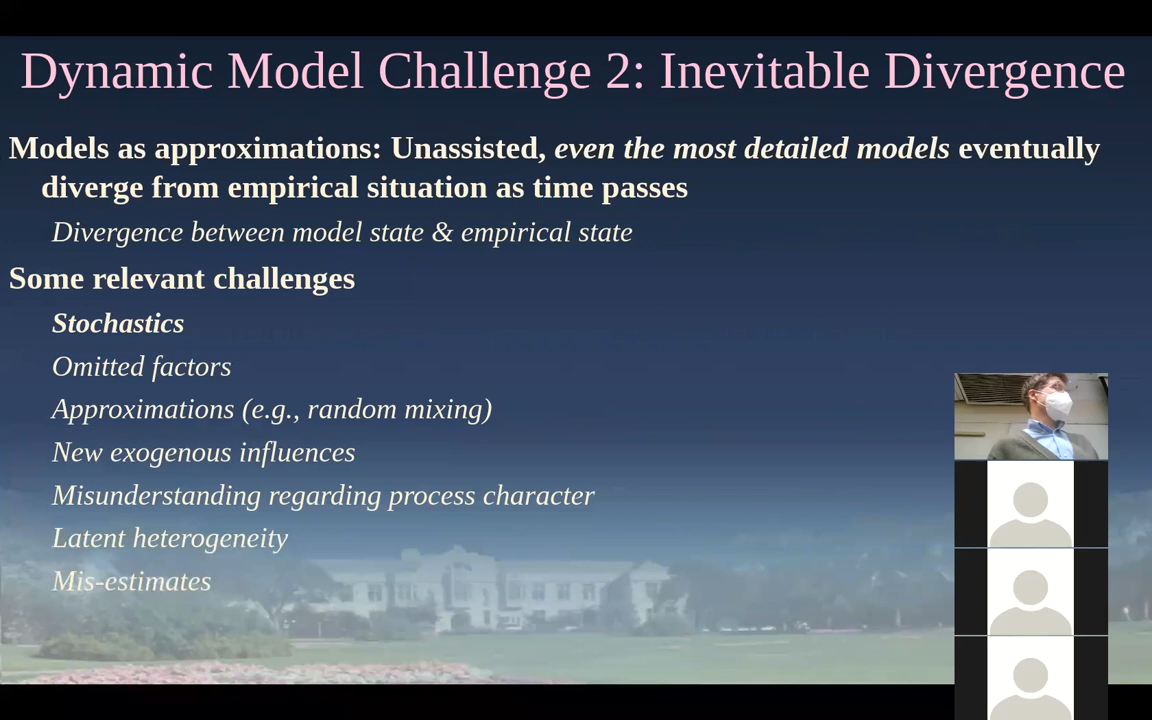 Dynamic Model Challenge 2: Inevitable Divergence
Models as approximations: Unassisted, even the most detailed models eventually
diverge from empirical situation as time passes
Divergence between model state & empirical state
Some relevant challenges
Stochastics
Omitted factors
Approximations (e.g., random mixing)
New exogenous influences
Misunderstanding regarding process character
Latent heterogeneity
Mis-estimates